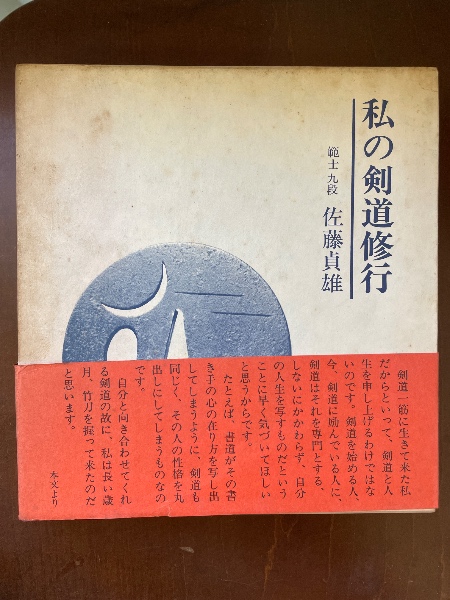 私の剣道修行
範士 九段 佐藤貞雄
剣道一筋に生きて来た私
だからといって、剣道と人
生を申し上げるわけではな
いのです。剣道を始める人、
今、剣道に励んでいる人に、
剣道はそれを専門とする、
しないにかかわらず、自分
の人生を写すものだという
ことに早く気づいてほしい
と思うからです。
たとえば、書道がその書
き手の心の在り方を写し出
してしまうように、剣道も
同じく、その人の性格を丸
出しにしてしまうものなの
です。
自分と向き合わせてくれ
る剣道の故に、私は長い歳
月、竹刀を握って来たのだ
と思います。
本文より